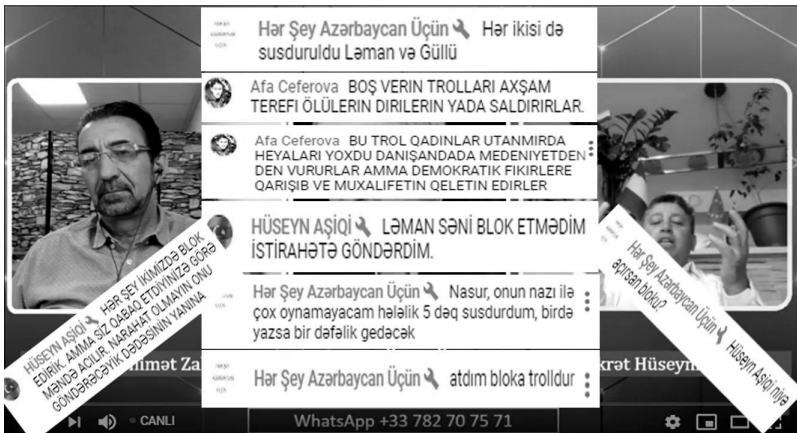 Hər Şey Azərbaycan Üçün Hər ikisi də
susduruldu Ləman və Güllü
Afa Ceferova BOŞ VERIN TROLLARI AXŞAM
TEREFI ÖLÜLERIN DIRILERIN YADA SALDIRIRLAR.
Afa Ceferova BU TROL QADINLAR UTANMIRDA
HEYALARI YOXDU DANIŞANDADA MEDENIYETDEN
DEN VURURLAR AMMA DEMOKRATIK FIKIRLERE
QARIŞIB VE MUXALIFETIN QELETIN EDIRLER
HÜSEYN AŞİQİ LƏMAN SƏNİ BLOK ETMƏDİM
İSTİRAHƏTƏ GÖNDƏRDİM.
Hər Şey Azərbaycan Üçün Nasur, onun nazı ilə
çox oynamayacam hələlik 5 dəq susdurdum, birdə
yazsa bir dəfəlik gedəcək
Hər Şey Azərbaycan Üçün atdım bloka trolldur
HÜSEYN AŞİQİ HƏR ŞEY İKİMİZDƏ BLOK
EDİRİK. AMMA SİZ QABAQ ETDİYİNİZƏ GÖRƏ
MƏNDƏ AÇILIR. NARAHAT OLMAYIN ONU
GÖNDƏRƏCƏYİK DƏDƏSİNİN YANINA
Hər Şey Azərbaycan Üçün Hüseyn Aşiqi niyə
açırsan bloku?
CANLI
WhatsApp +33 782 70 75 71